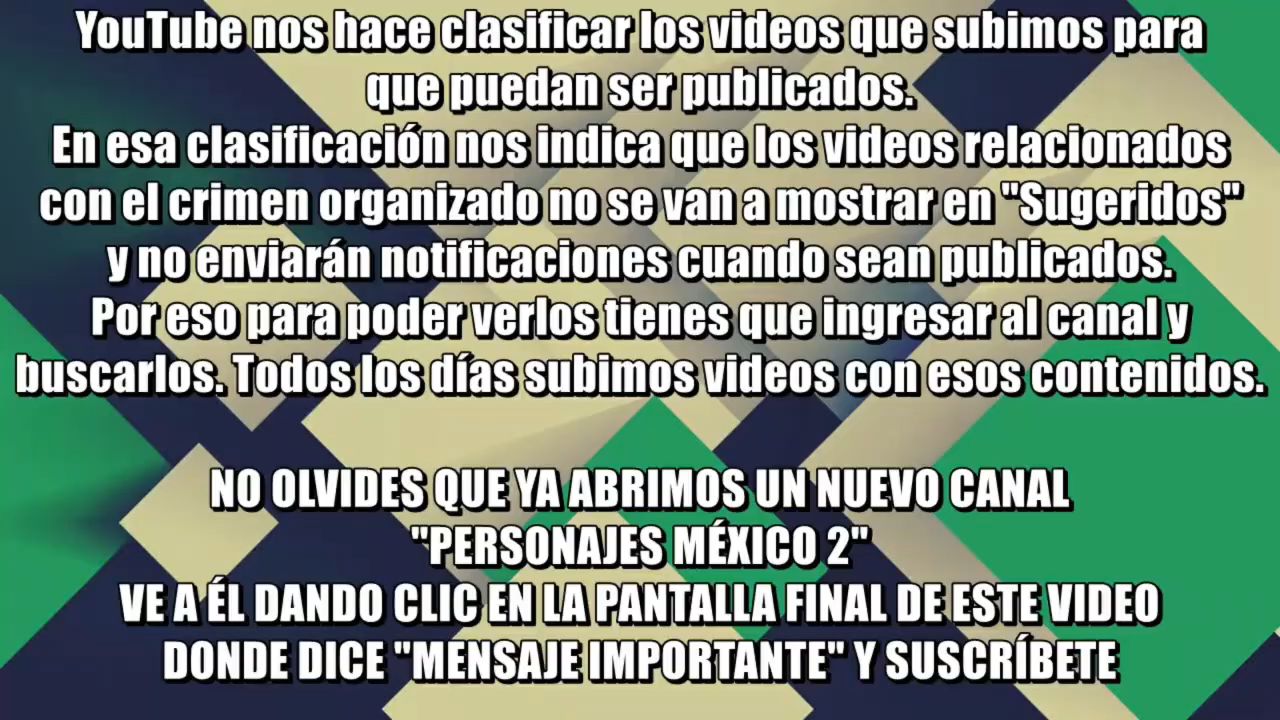 YouTube nos hace clasificar los videos que subimos para
que puedan ser publicados.
En esa clasificación nos indica que los videos relacionados
con el crimen organizado no se van a mostrar en "Sugeridos"
y no enviarán notificaciones cuando sean publicados.
Por eso para poder verlos tienes que ingresar al canal y
buscarlos. Todos los días subimos videos con esos contenidos.
NO OLVIDES QUE YA ABRIMOS UN NUEVO CANAL
"PERSONAJES MÉXICO 2"
VE A ÉL DANDO CLIC EN LA PANTALLA FINAL DE ESTE VIDEO
DONDE DICE "MENSAJE IMPORTANTE" Y SUSCRÍBETE